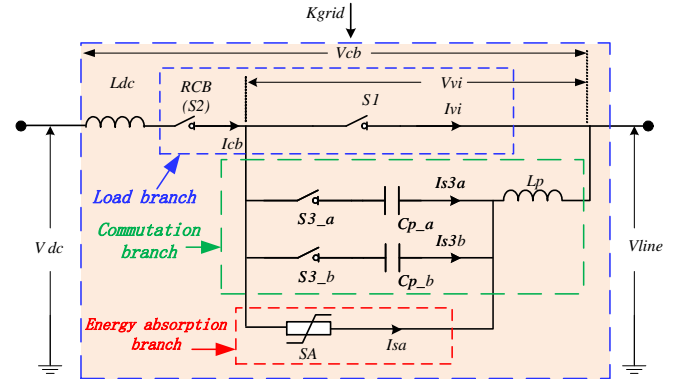 Kgrid
Vcb
Ldc
RCB
(S2)
Vvi
S1
Icb
Ivi
Load branch
Commutation
branch
Is3a
Lp
S3_a
Cp_a
Is3b
S3_b
Cp_b
V dc
Vline
Energy absorption
branch
SA
Isa